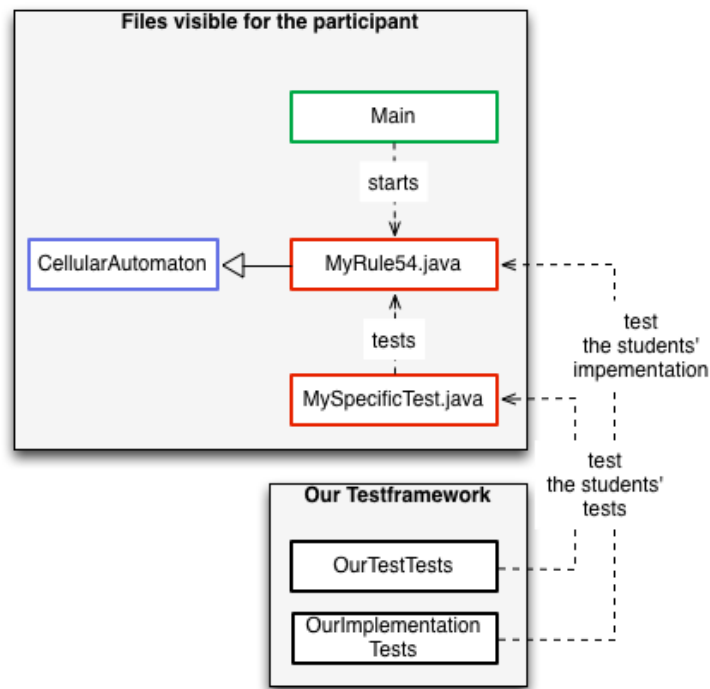 Files visible for the participant
Main
starts
CellularAutomaton
MyRule54.java
tests
MySpecificTest.java
test
the students'
impementation
test
the students'
tests
Our Testframework
OurTestTests
OurImplementation
Tests